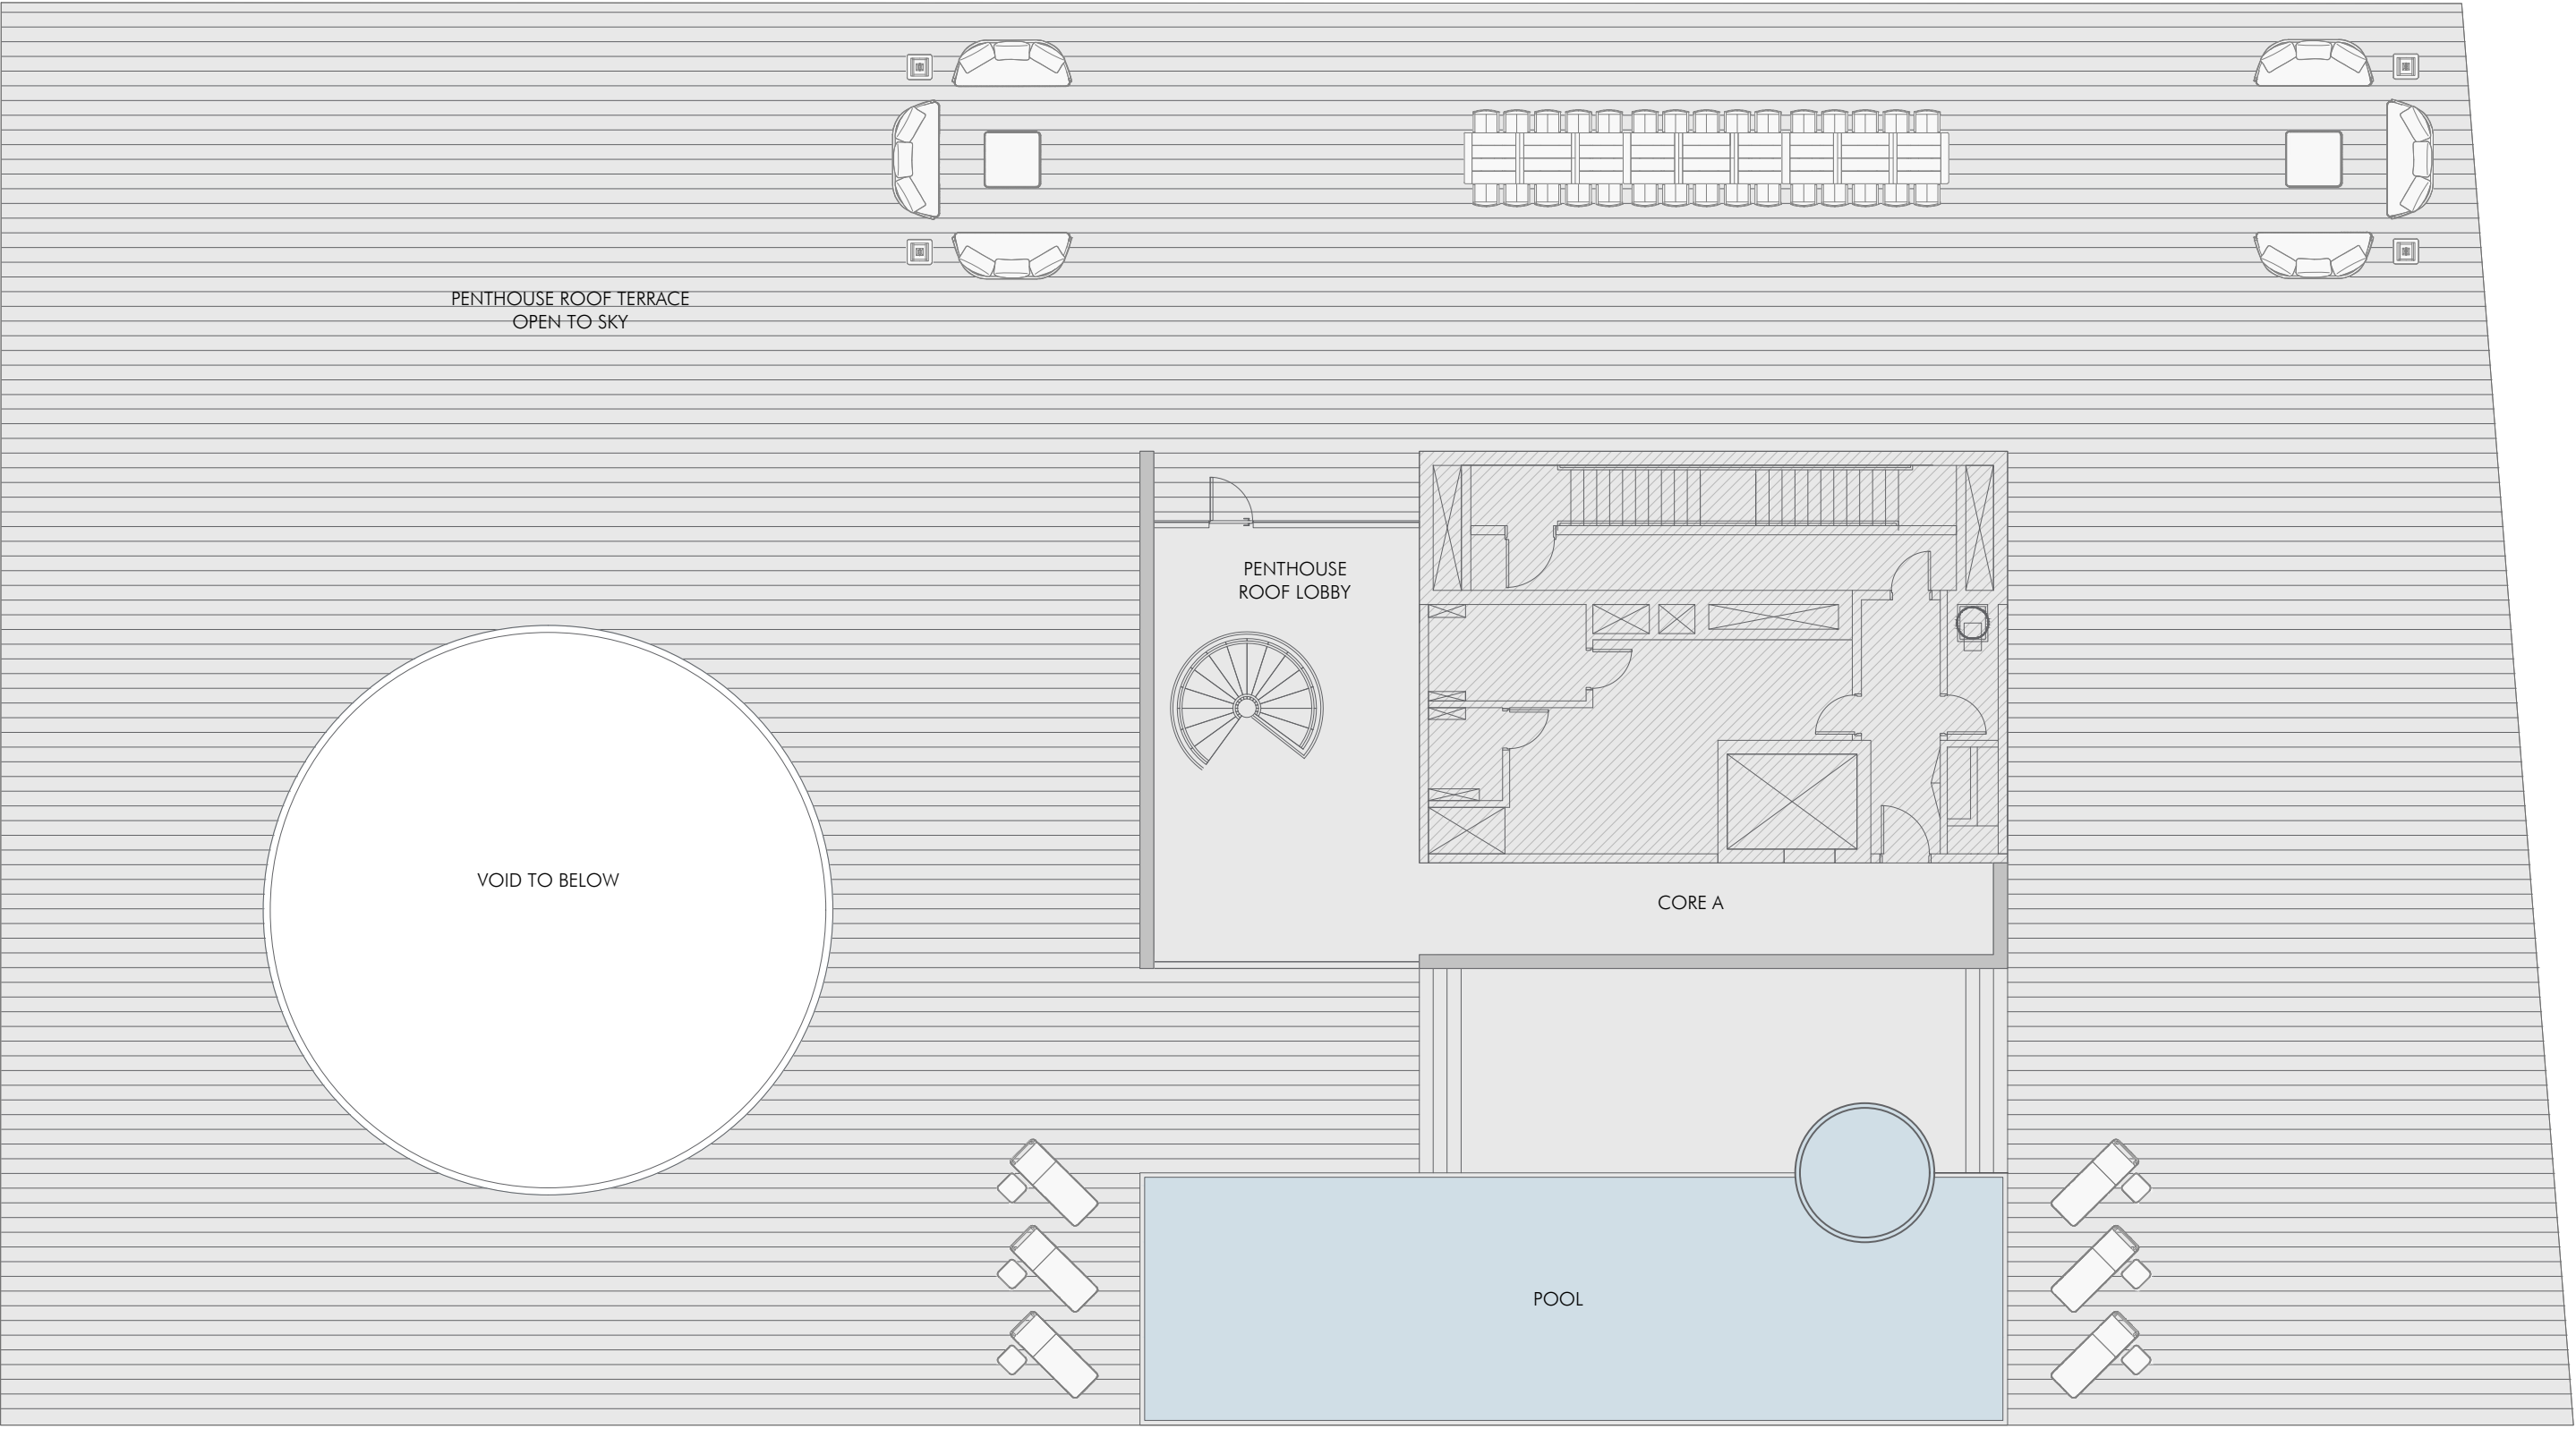 PENTHOUSE ROOF TERRACE
OPEN TO SKY
PENTHOUSE
ROOF LOBBY
VOID TO BELOW
CORE A
POOL